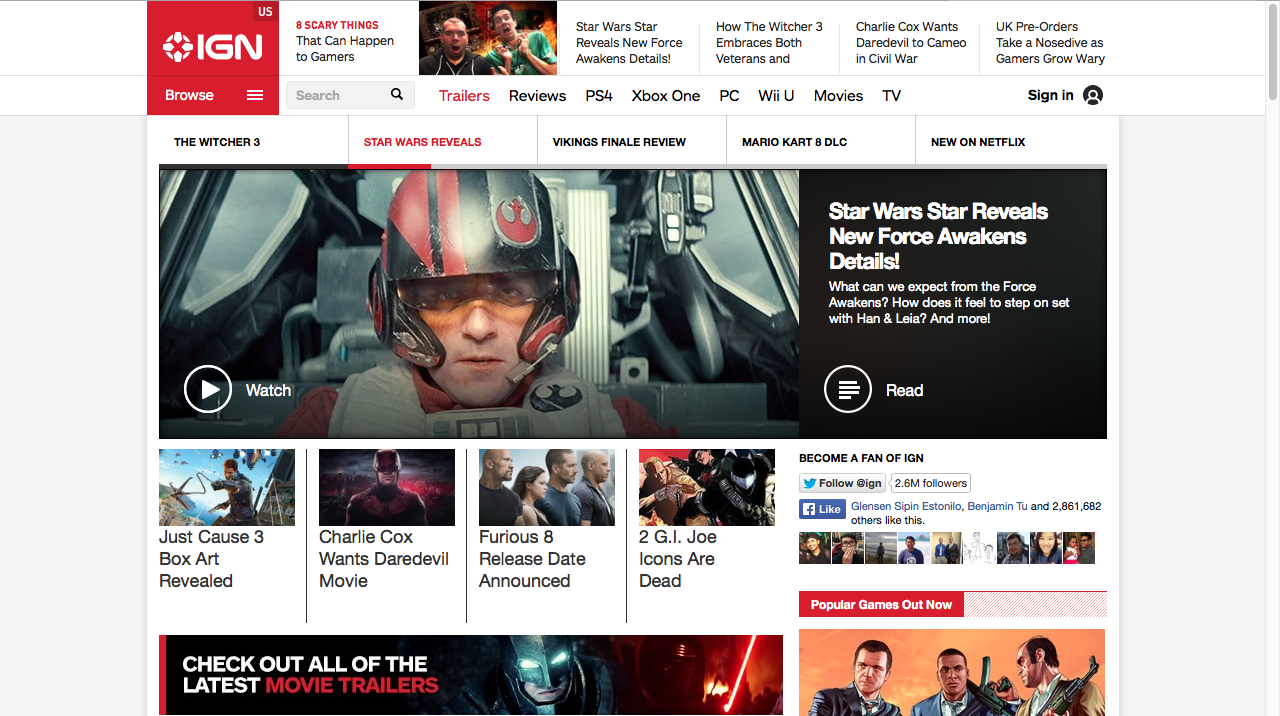 US
IGN
8 SCARY THINGS
That Can Happen
to Gamers
Star Wars Star
Reveals New Force
Awakens Details!
How The Witcher 3
Embraces Both
Veterans and
Charlie Cox Wants
Daredevil to Cameo
in Civil War
UK Pre-Orders
Take a Nosedive as
Gamers Grow Wary
Browse
Search
Trailers
Reviews
PS4
Xbox One
PC
Wii U
Movies
TV
Sign in
THE WITCHER 3
STAR WARS REVEALS
VIKINGS FINALE REVIEW
MARIO KART 8 DLC
NEW ON NETFLIX
Star Wars Star Reveals
New Force Awakens
Details!
What can we expect from the Force
Awakens? How does it feel to step on set
with Han & Leia? And more!
Watch
Read
Just Cause 3
Box Art
Revealed
Charlie Cox
Wants Daredevil
Movie
Furious 8
Release Date
Announced
2 G.I. Joe
Icons Are
Dead
BECOME A FAN OF IGN
Follow @ign
2.6M followers
Like
Glensen Sipin Estonilo, Benjamin Tu and 2,861,682
others like this.
Popular Games Out Now
CHECK OUT ALL OF THE
LATEST MOVIE TRAILERS